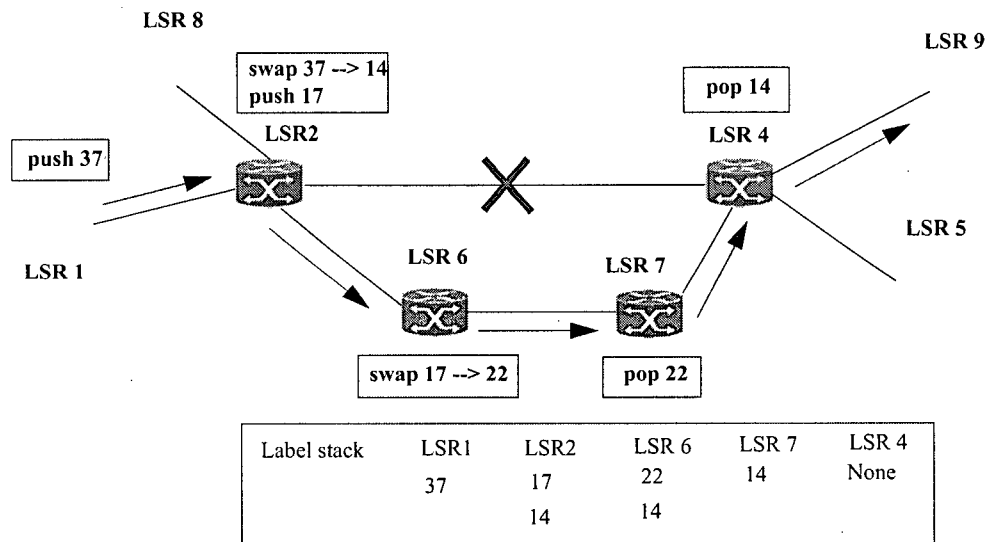 LSR 8
LSR 9
swap 37 --> 14
push 17
pop 14
LSR2
LSR 4
push 37
LSR 5
LSR 1
LSR 6
LSR 7
swap 17 --> 22
pop 22
Label stack LSR1 LSR2 LSR 6 LSR 7 LSR 4
37 17 22 14 None
14 14